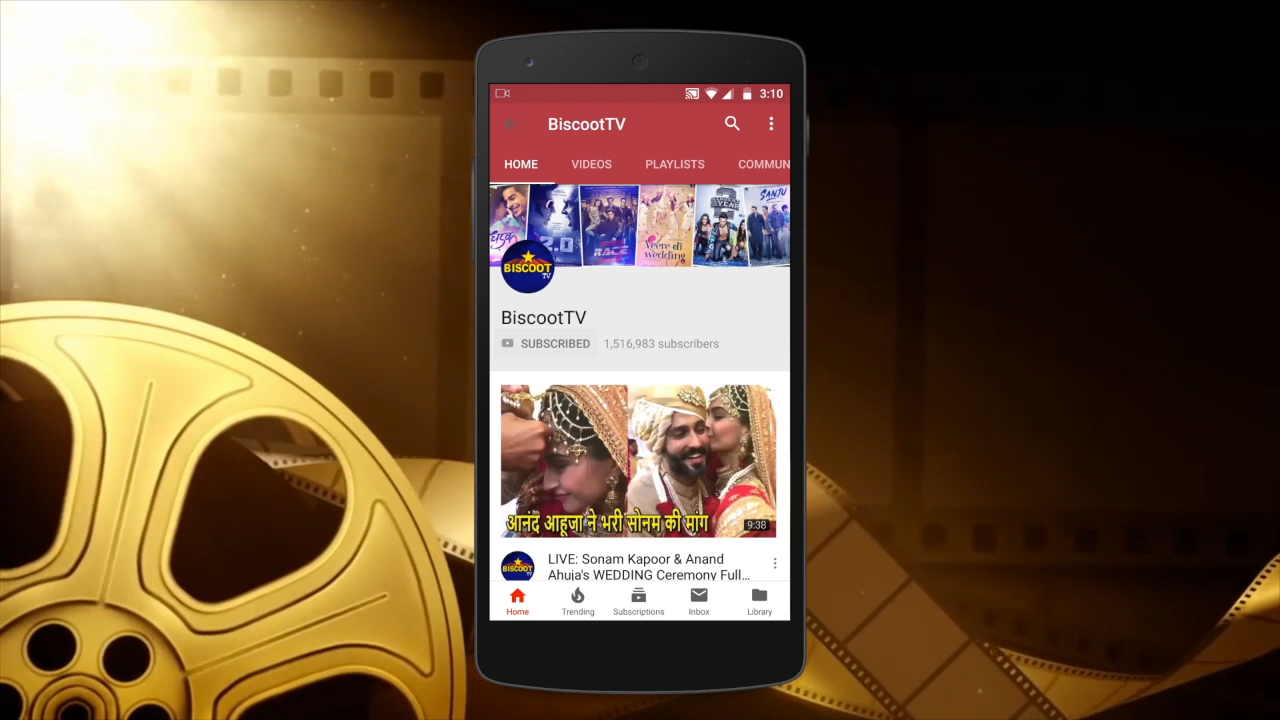 3:10
BiscootTV
HOME VIDEOS PLAYLISTS COMMUN
2.0
RACE
Veere di
wedding
SANJU
BISCOOT
TV
BiscootTV
SUBSCRIBED 1,516,983 subscribers
आनंद आहूजा ने भरी सोनम की मांग
9:38
BISCOOT
LIVE: Sonam Kapoor & Anand
Ahuja's WEDDING Ceremony Full...
Home Trending Subscriptions Inbox Library